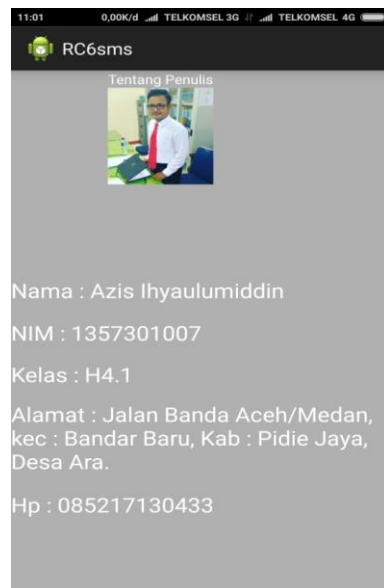 11:01 0,00K/d TELKOMSEL 3G TELKOMSEL 4G
RC6sms
Tentang Penulis
Nama : Azis Ihyaulumiddin
NIM : 1357301007
Kelas : H4.1
Alamat : Jalan Banda Aceh/Medan,
kec : Bandar Baru, Kab : Pidie Jaya,
Desa Ara.
Hp : 085217130433